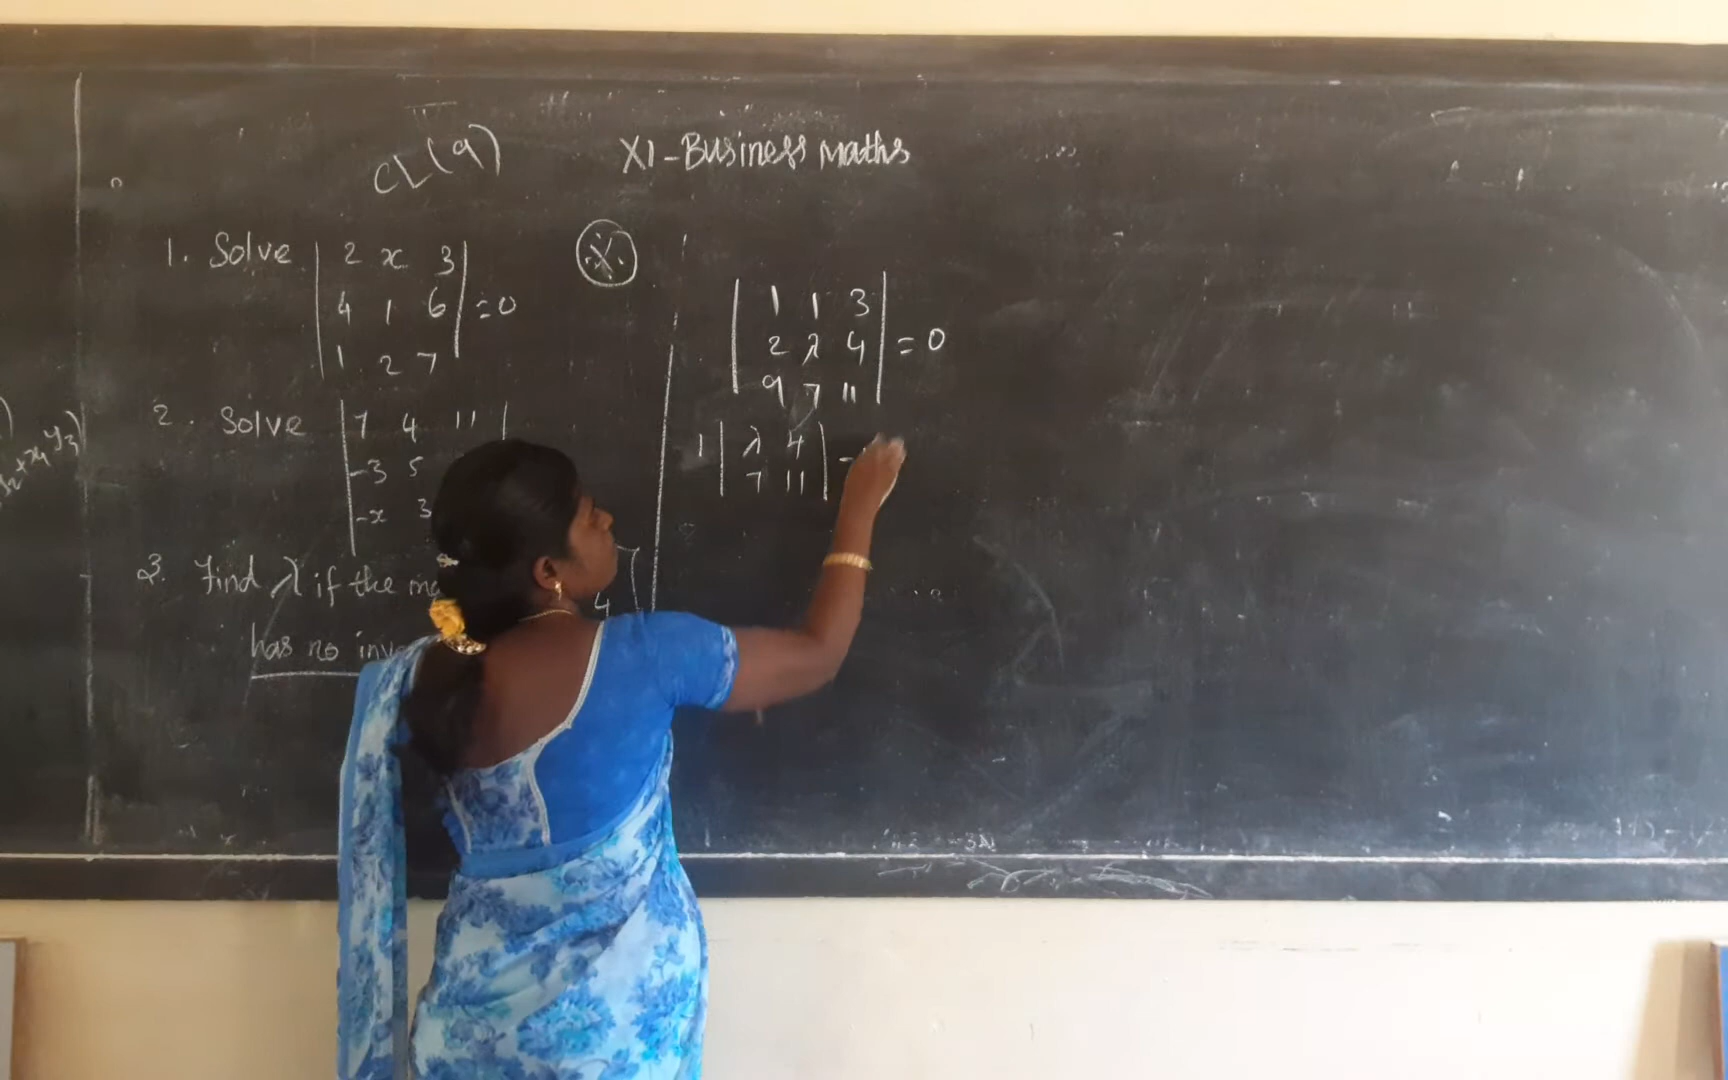 CL(9)
XI-Business Maths
1. Solve | 2 x 3 |
| 4 1 6 | = 0
| 1 2 7 |
2. Solve | 7 4 11 |
-3 5
-x 3
3. Find λ if the
4
has no
| 1 1 3 |
| 2 λ 4 | = 0
| 9 7 11 |
1 | λ 4 | -
| 7 11 |